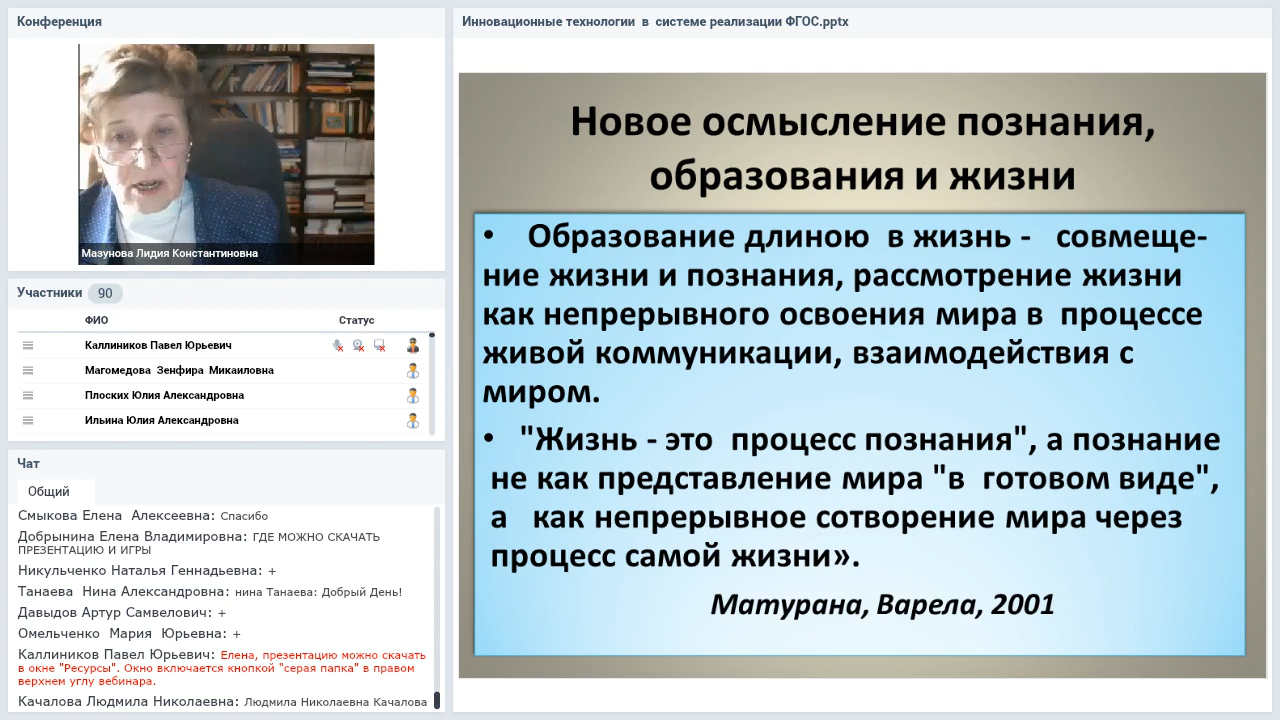 Конференция
Мазунова Лидия Константиновна
Участники 90
ФИО Статус
Каллиников Павел Юрьевич
Магомедова Зенфира Микаиловна
Плоских Юлия Александровна
Ильина Юлия Александровна
Чат
Общий
Смыкова Елена Алексеевна: Спасибо
Добрынина Елена Владимировна: ГДЕ МОЖНО СКАЧАТЬ
ПРЕЗЕНТАЦИЮ И ИГРЫ
Никульченко Наталья Геннадьевна: +
Танаева Нина Александровна: нина Танаева: Добрый День!
Давыдов Артур Самвелович: +
Омельченко Мария Юрьевна: +
Каллиников Павел Юрьевич: Елена, презентацию можно скачать
в окне "Ресурсы". Окно включается кнопкой "серая папка" в правом
верхнем углу вебинара.
Качалова Людмила Николаевна: Людмила Николаевна Качалова
Инновационные технологии в системе реализации ФГОС.pptx
Новое осмысление познания,
образования и жизни
• Образование длиною в жизнь - совмеще-
ние жизни и познания, рассмотрение жизни
как непрерывного освоения мира в процессе
живой коммуникации, взаимодействия с
миром.
• "Жизнь - это процесс познания", а познание
не как представление мира "в готовом виде",
а как непрерывное сотворение мира через
процесс самой жизни».
Матурана, Варела, 2001